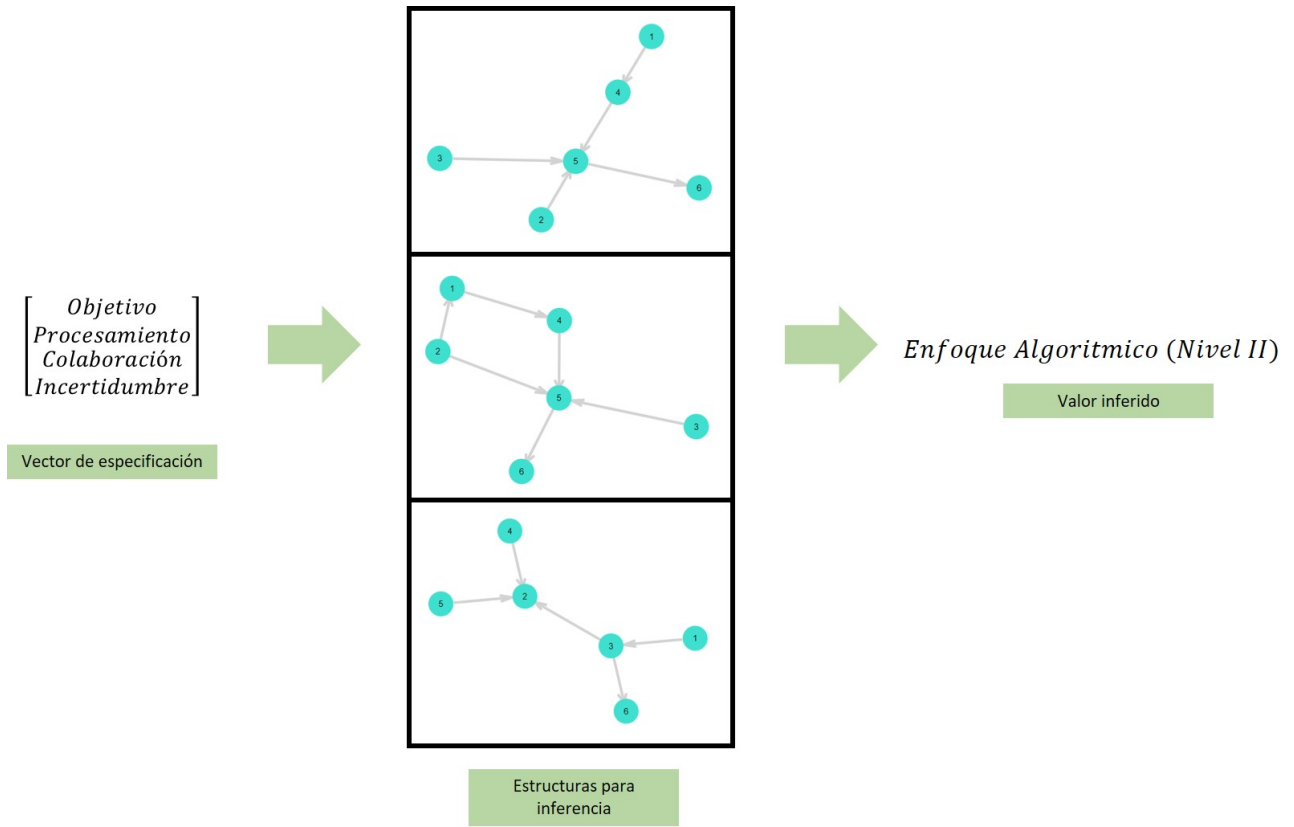 Objetivo
Procesamiento
Colaboración
Incertidumbre
Vector de especificación
1
4
3
5
6
2
1
4
2
5
3
6
4
5
2
3
1
6
Estructuras para
inferencia
Enfoque Algoritmico (Nivel II)
Valor inferido